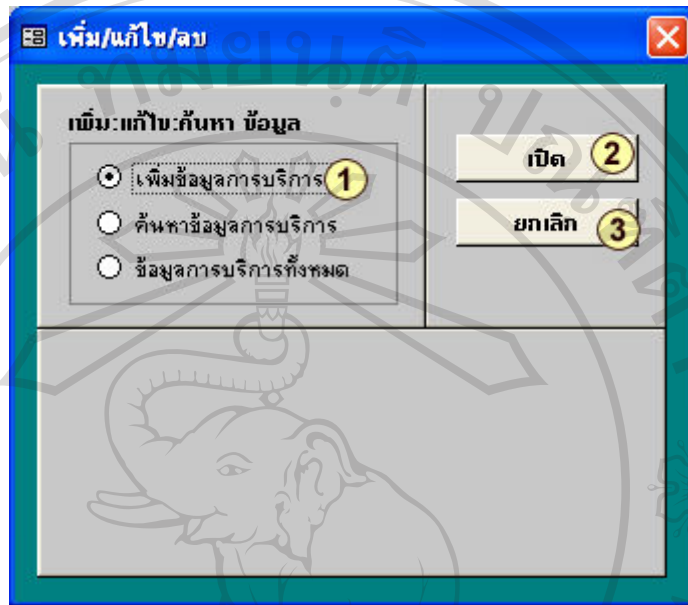 เพิ่ม/แก้ไข/ลบ
เพิ่ม:แก้ไข:ค้นหา ข้อมูล
เพิ่มข้อมูลการบริการ 1
ค้นหาข้อมูลการบริการ
ข้อมูลการบริการทั้งหมด
เปิด 2
ยกเลิก 3